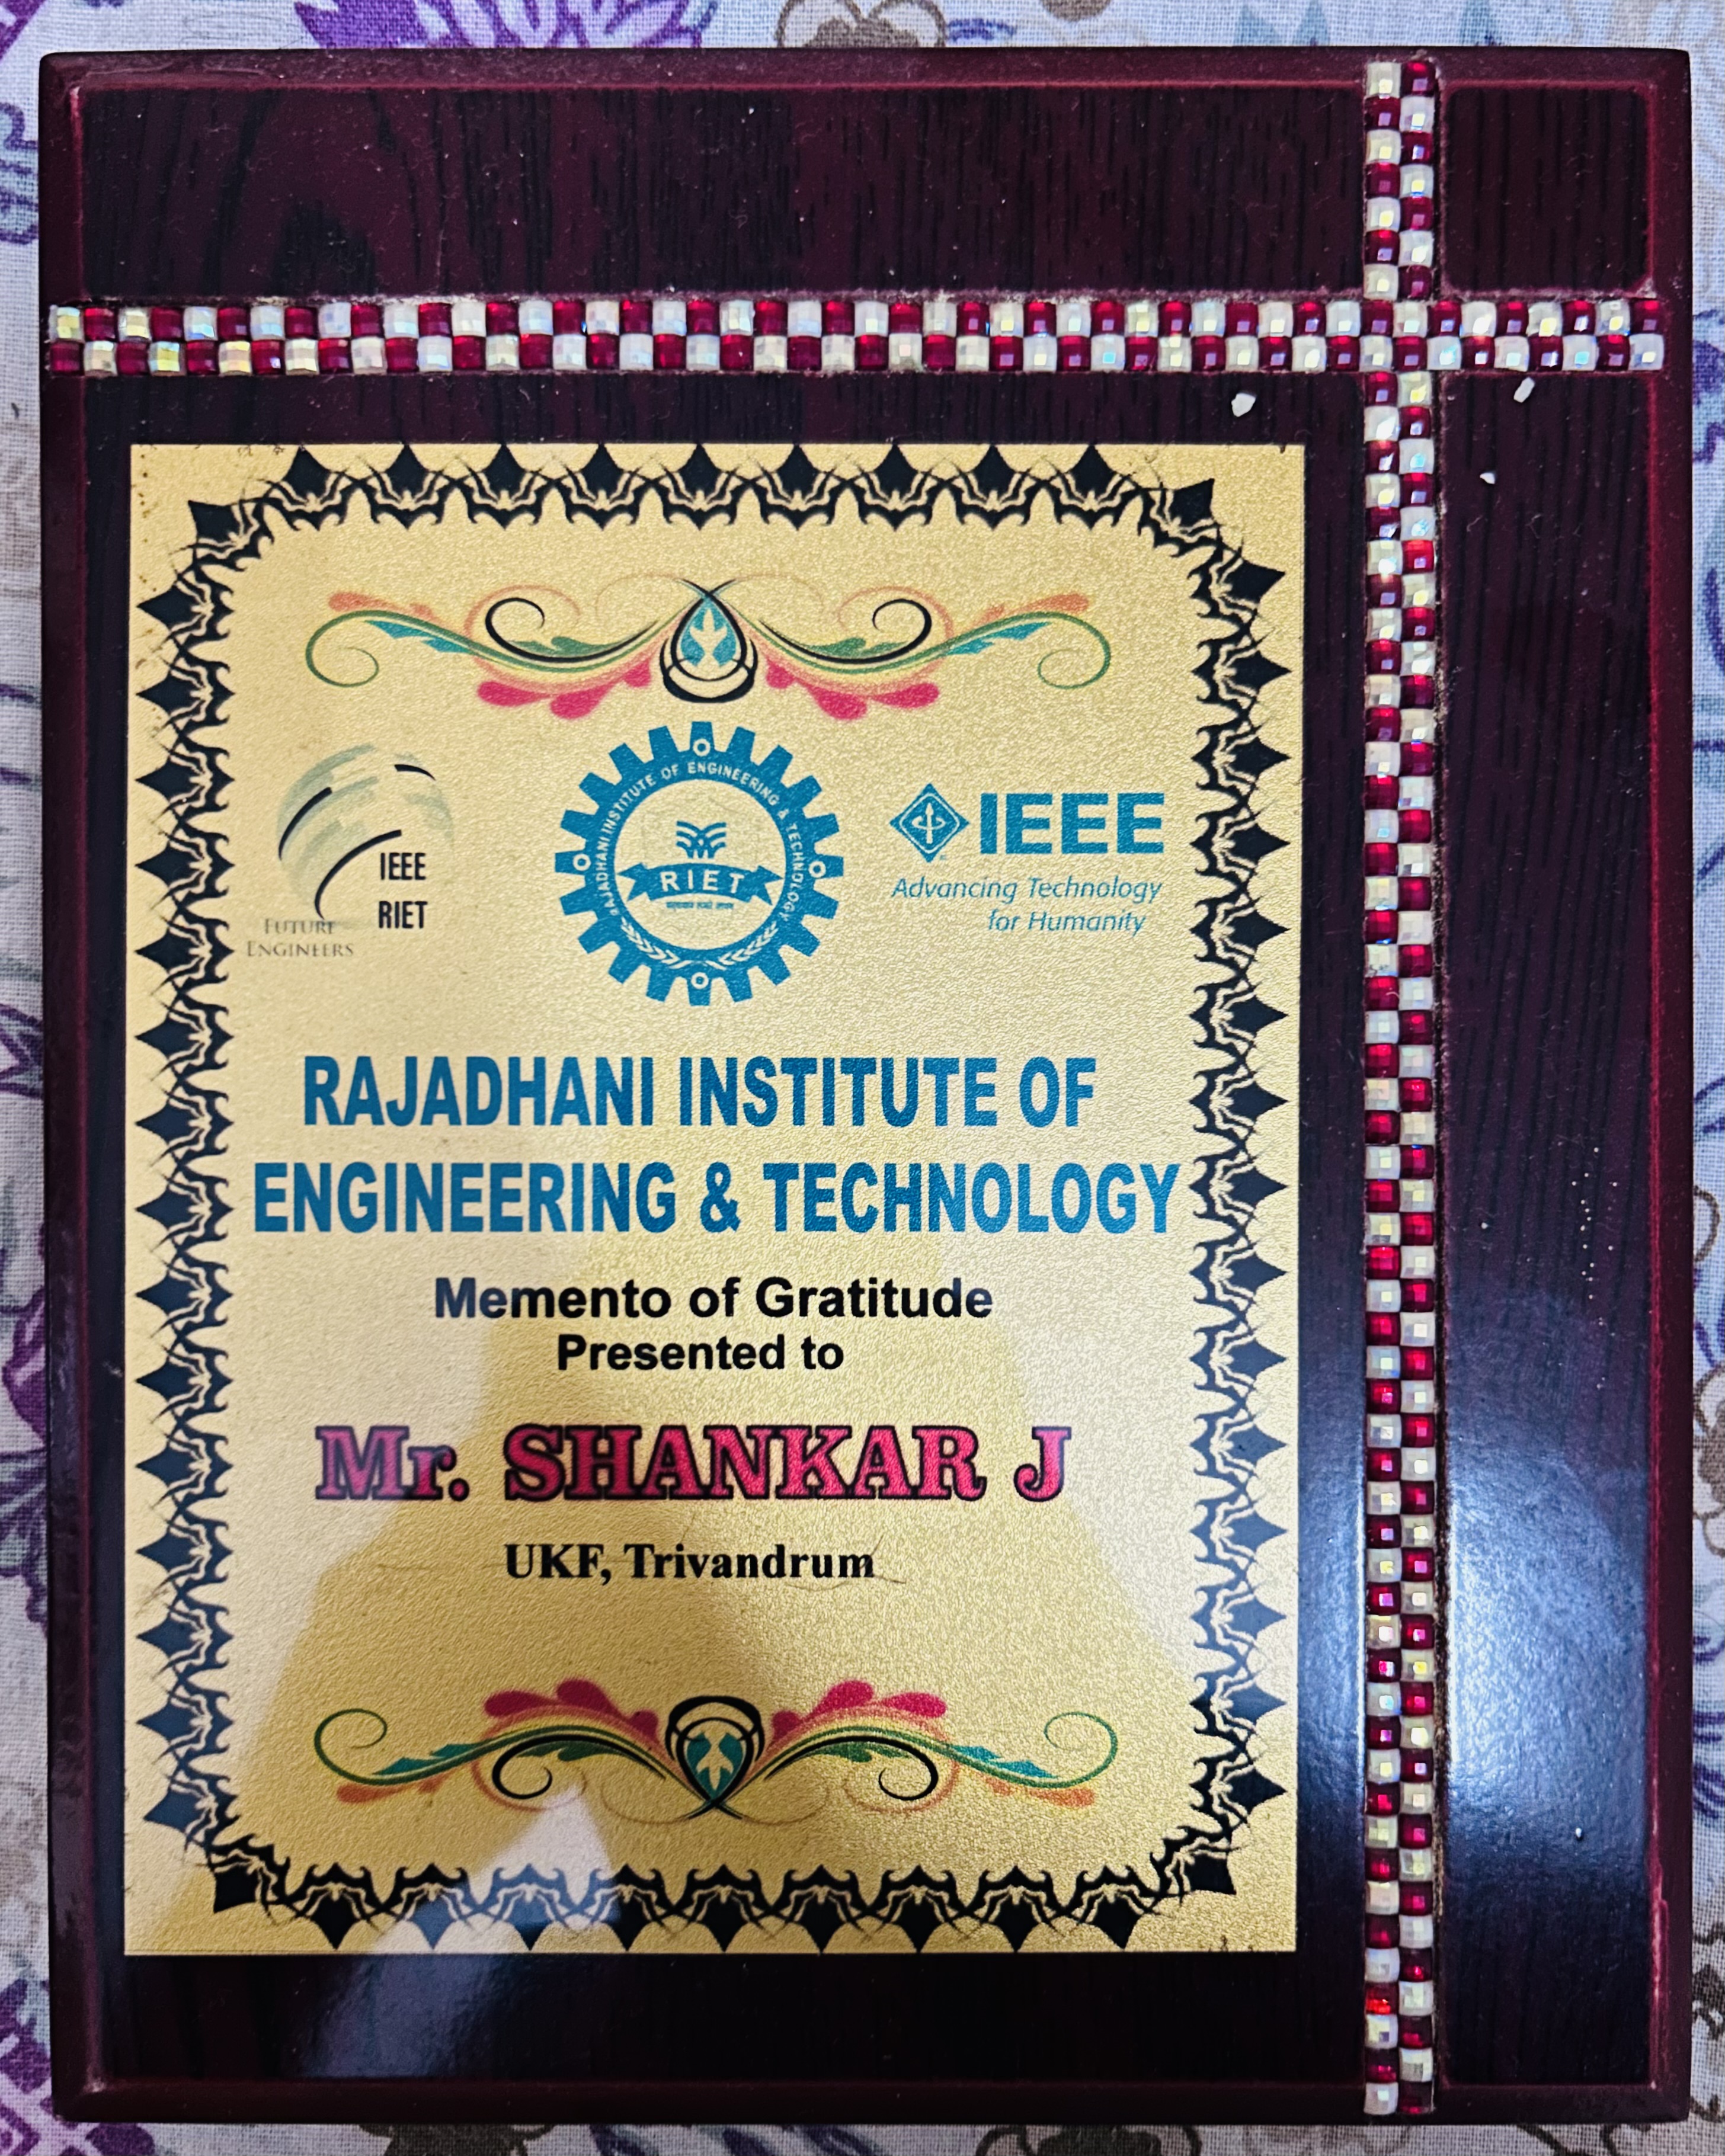 IEEE
RIET
FUTURE
ENGINEERS
RAJADHANI INSTITUTE OF ENGINEERING & TECHNOLOGY
RIET
IEEE
Advancing Technology
for Humanity
RAJADHANI INSTITUTE OF
ENGINEERING & TECHNOLOGY
Memento of Gratitude
Presented to
Mr. SHANKAR J
UKF, Trivandrum